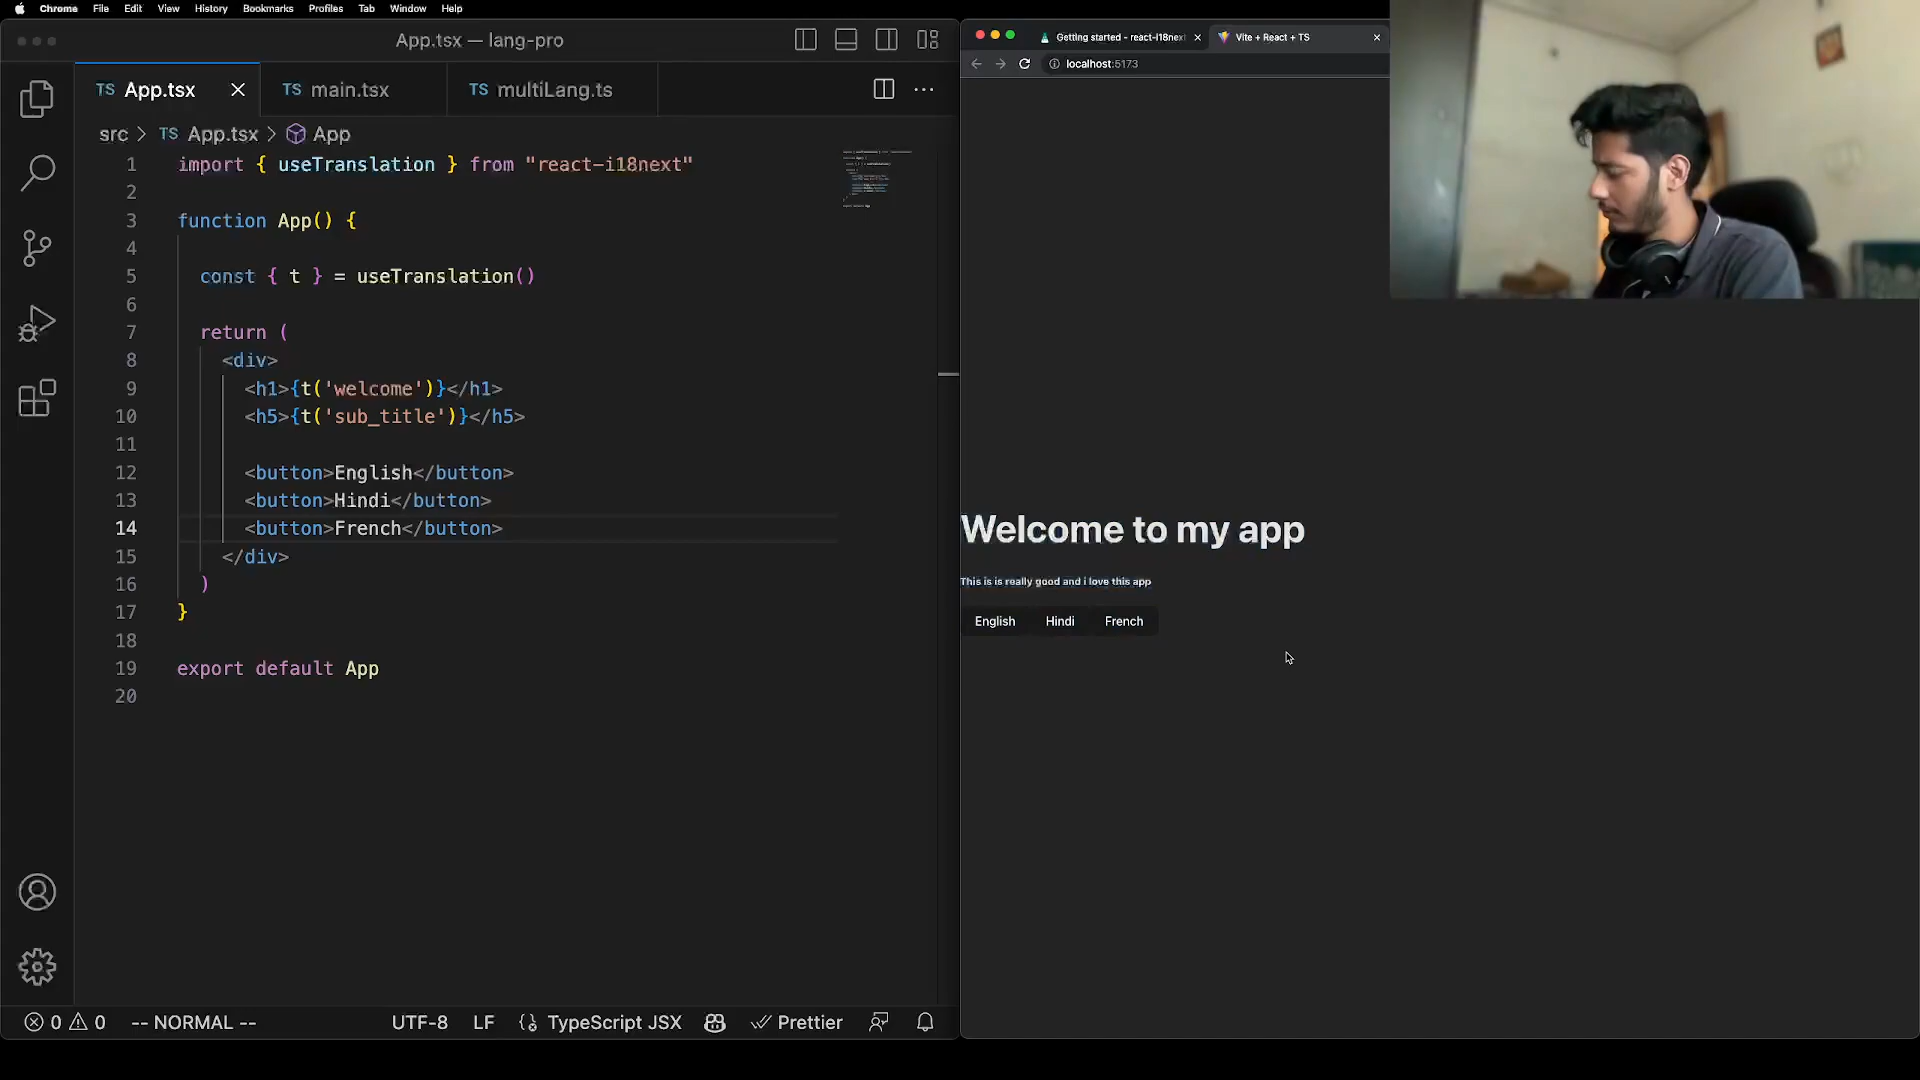 Chrome File Edit View History Bookmarks Profiles Tab Window Help
App.tsx — lang-pro
TS App.tsx
TS main.tsx
TS multiLang.ts
src > TS App.tsx > App
1 import { useTranslation } from "react-i18next"
2
3 function App() {
4
5 const { t } = useTranslation()
6
7 return (
8 <div>
9 <h1>{t('welcome')}</h1>
10 <h5>{t('sub_title')}</h5>
11
12 <button>English</button>
13 <button>Hindi</button>
14 <button>French</button>
15 </div>
16 )
17 }
18
19 export default App
20
0 0 -- NORMAL -- UTF-8 LF TypeScript JSX Prettier
Getting started - react-i18next
Vite + React + TS
localhost:5173
Welcome to my app
This is is really good and i love this app
English Hindi French